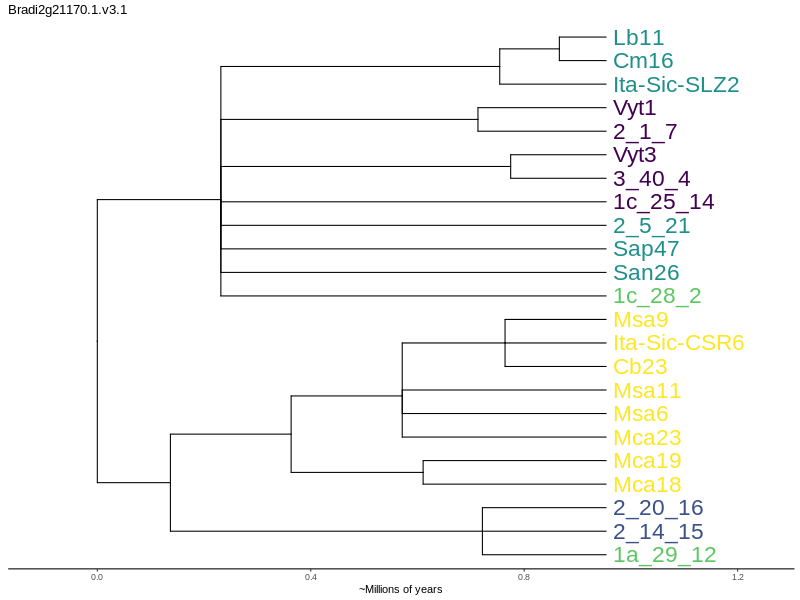 Bradi2g21170.1.v3.1
Lb11
Cm16
Ita-Sic-SLZ2
Vyt1
2_1_7
Vyt3
3_40_4
1c_25_14
2_5_21
Sap47
San26
1c_28_2
Msa9
Ita-Sic-CSR6
Cb23
Msa11
Msa6
Mca23
Mca19
Mca18
2_20_16
2_14_15
1a_29_12
0.0 0.4 0.8 1.2
~Millions of years